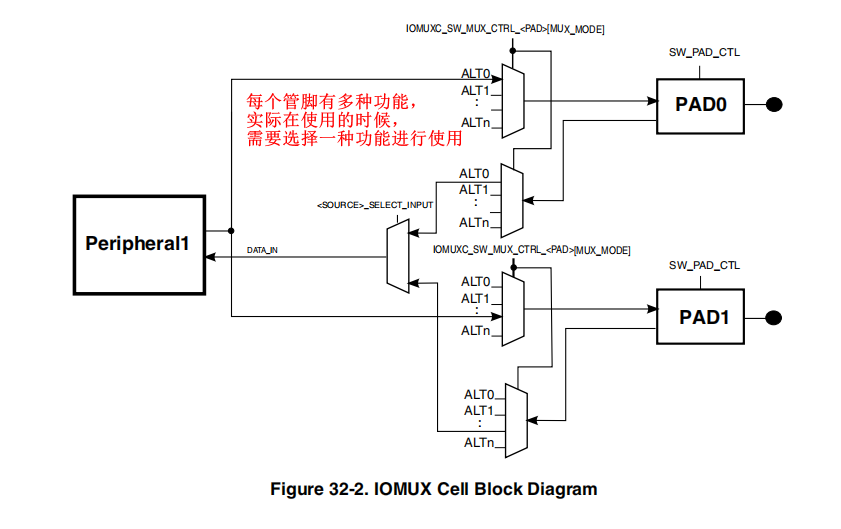 IOMUXC_SW_MUX_CTRL_<PAD>[MUX_MODE]
SW_PAD_CTL
ALT0
ALT1
:
ALTn
每个管脚有多种功能，
实际在使用的时候，
需要选择一种功能进行使用
PAD0
ALT0
ALT1
:
ALTn
<SOURCE>_SELECT_INPUT
Peripheral1
DATA_IN
IOMUXC_SW_MUX_CTRL_<PAD>[MUX_MODE]
SW_PAD_CTL
ALT0
ALT1
:
ALTn
PAD1
ALT0
ALT1
:
ALTn
Figure 32-2. IOMUX Cell Block Diagram